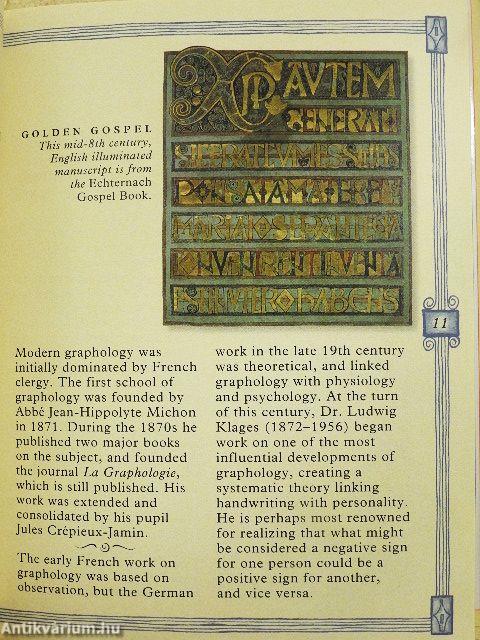 GOLDEN GOSPEL
This mid-8th century,
English illuminated
manuscript is from
the Echternach
Gospel Book.
XPI AVTEM
GENERATI
11
Modern graphology was
initially dominated by French
clergy. The first school of
graphology was founded by
Abbé Jean-Hippolyte Michon
in 1871. During the 1870s he
published two major books
on the subject, and founded
the journal La Graphologie,
which is still published. His
work was extended and
consolidated by his pupil
Jules Crépieux-Jamin.
The early French work on
graphology was based on
observation, but the German
work in the late 19th century
was theoretical, and linked
graphology with physiology
and psychology. At the turn
of this century, Dr. Ludwig
Klages (1872–1956) began
work on one of the most
influential developments of
graphology, creating a
systematic theory linking
handwriting with personality.
He is perhaps most renowned
for realizing that what might
be considered a negative sign
for one person could be a
positive sign for another,
and vice versa.
Antikvárium.hu